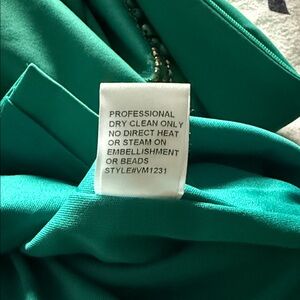 PROFESSIONAL
DRY CLEAN ONLY
NO DIRECT HEAT
OR STEAM ON
EMBELLISHMENT
OR BEADS
STYLE#VM1231